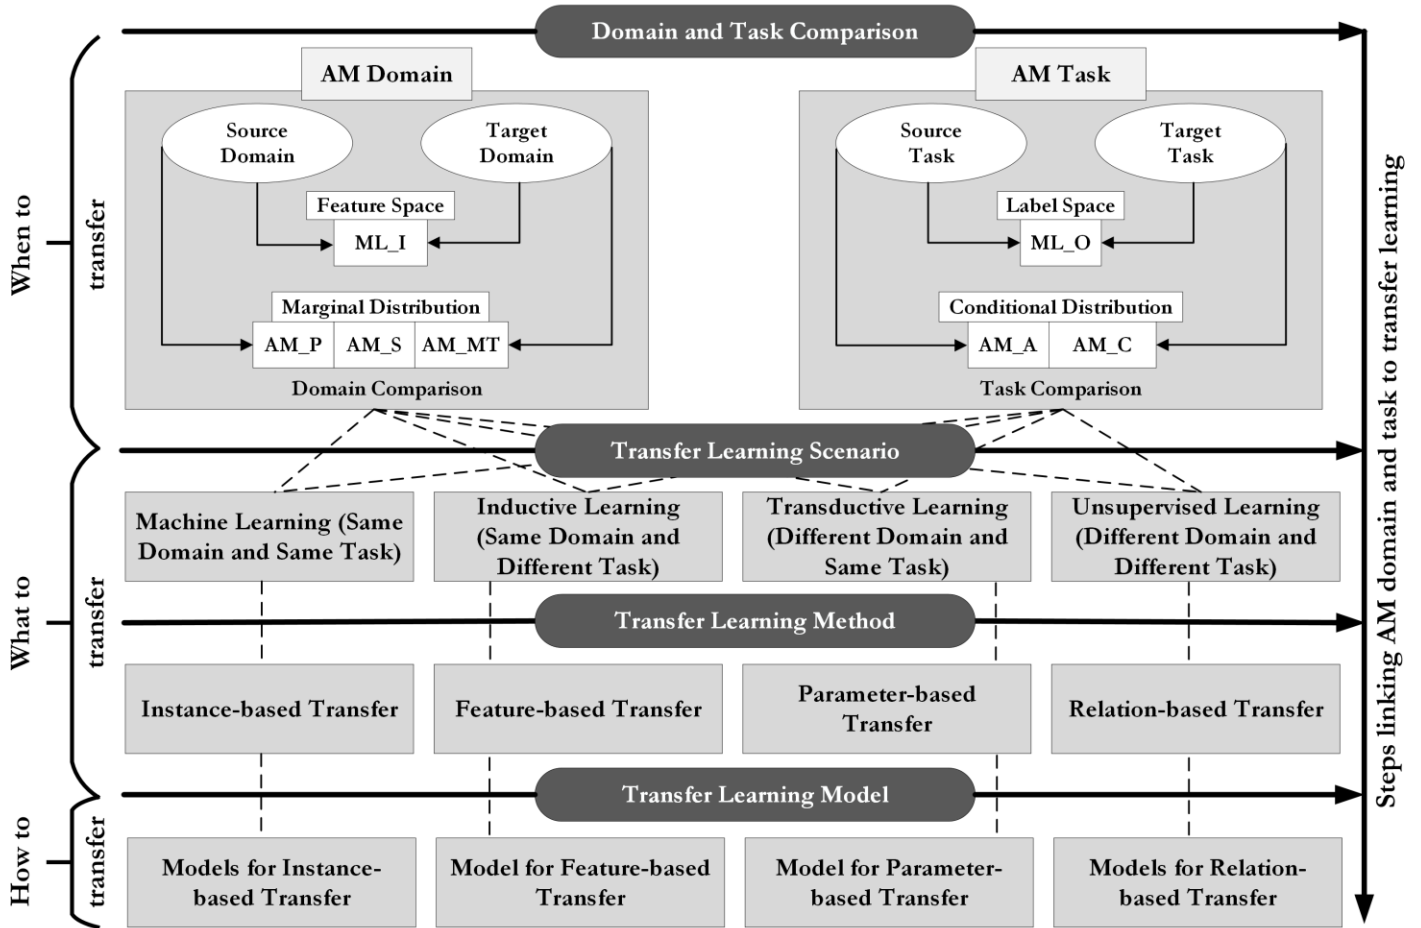 Domain and Task Comparison
When to
transfer
AM Domain
Source
Domain
Target
Domain
Feature Space
ML_I
Marginal Distribution
AM_P
AM_S
AM_MT
Domain Comparison
AM Task
Source
Task
Target
Task
Label Space
ML_O
Conditional Distribution
AM_A
AM_C
Task Comparison
Transfer Learning Scenario
What to
transfer
Machine Learning (Same
Domain and Same Task)
Inductive Learning
(Same Domain and
Different Task)
Transductive Learning
(Different Domain and
Same Task)
Unsupervised Learning
(Different Domain and
Different Task)
Transfer Learning Method
Instance-based Transfer
Feature-based Transfer
Parameter-based
Transfer
Relation-based Transfer
Transfer Learning Model
How to
transfer
Models for Instance-
based Transfer
Model for Feature-based
Transfer
Model for Parameter-
based Transfer
Models for Relation-
based Transfer
Steps linking AM domain and task to transfer learning